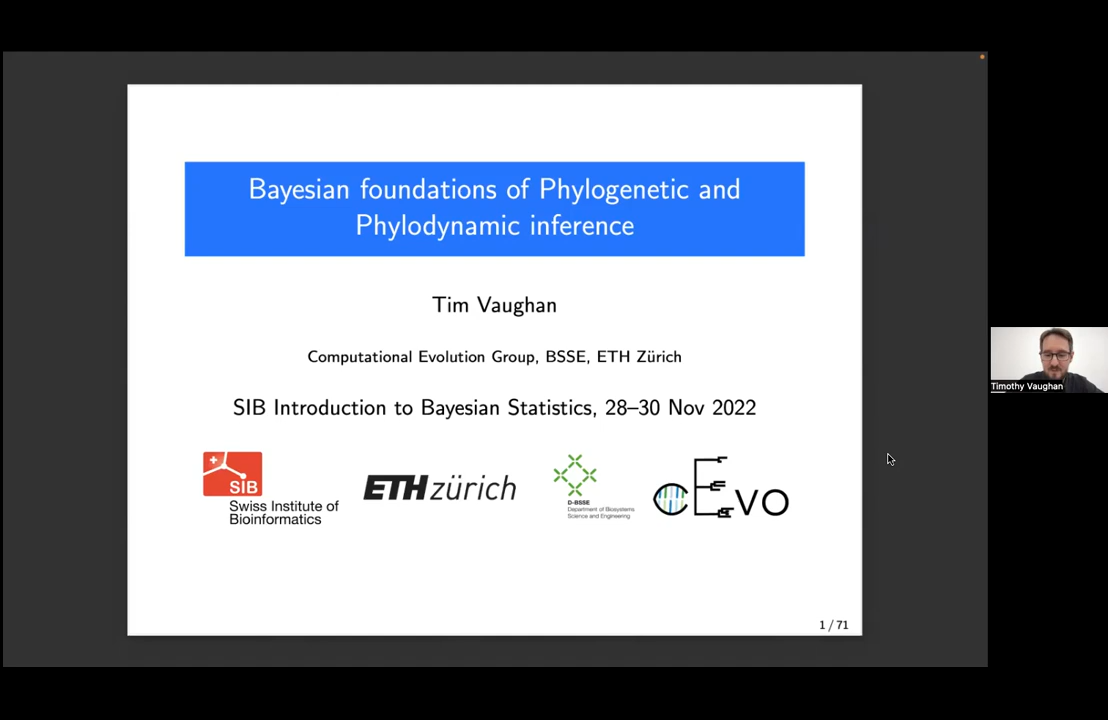 Bayesian foundations of Phylogenetic and
Phylodynamic inference
Tim Vaughan
Computational Evolution Group, BSSE, ETH Zürich
SIB Introduction to Bayesian Statistics, 28–30 Nov 2022
SIB
Swiss Institute of
Bioinformatics
ETH zürich
D-BSSE
Department of Biosystems
Science and Engineering
cEvo
1 / 71
Timothy Vaughan